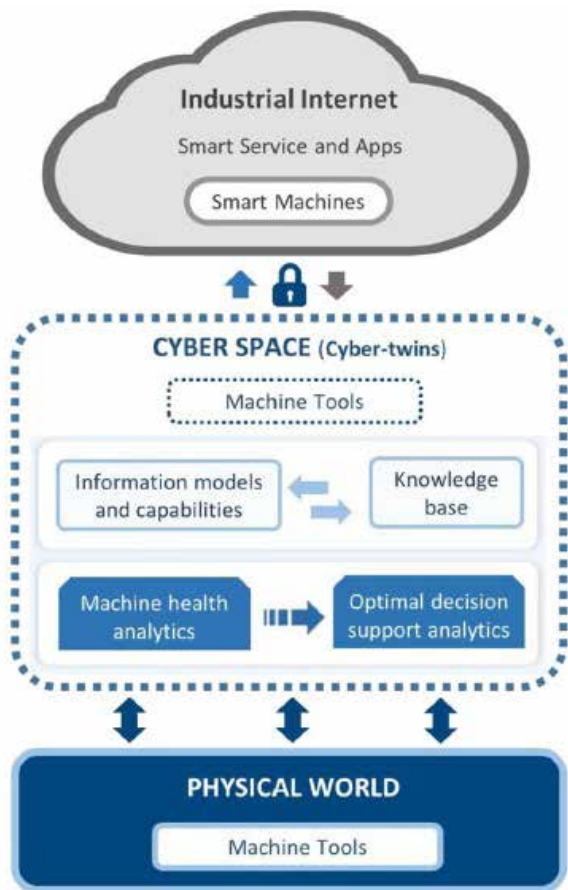 Industrial Internet
Smart Service and Apps
Smart Machines
CYBER SPACE (Cyber-twins)
Machine Tools
Information models
and capabilities
Knowledge
base
Machine health
analytics
Optimal decision
support analytics
PHYSICAL WORLD
Machine Tools